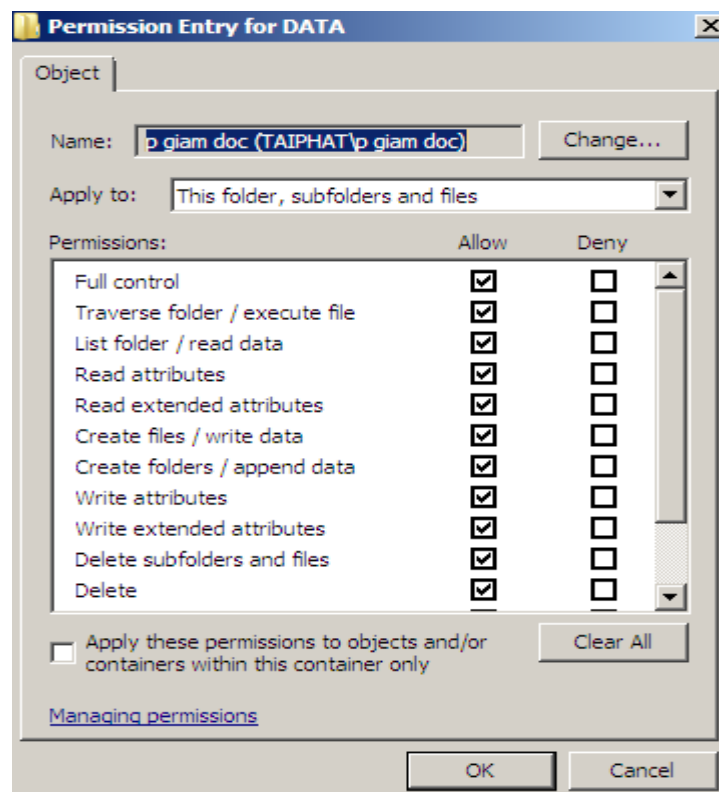 Permission Entry for DATA
Object
Name: p giam doc (TAIPHAT\p giam doc) Change...
Apply to: This folder, subfolders and files
Permissions: Allow Deny
Full control
Traverse folder / execute file
List folder / read data
Read attributes
Read extended attributes
Create files / write data
Create folders / append data
Write attributes
Write extended attributes
Delete subfolders and files
Delete
Apply these permissions to objects and/or
containers within this container only
Clear All
Managing permissions
OK Cancel